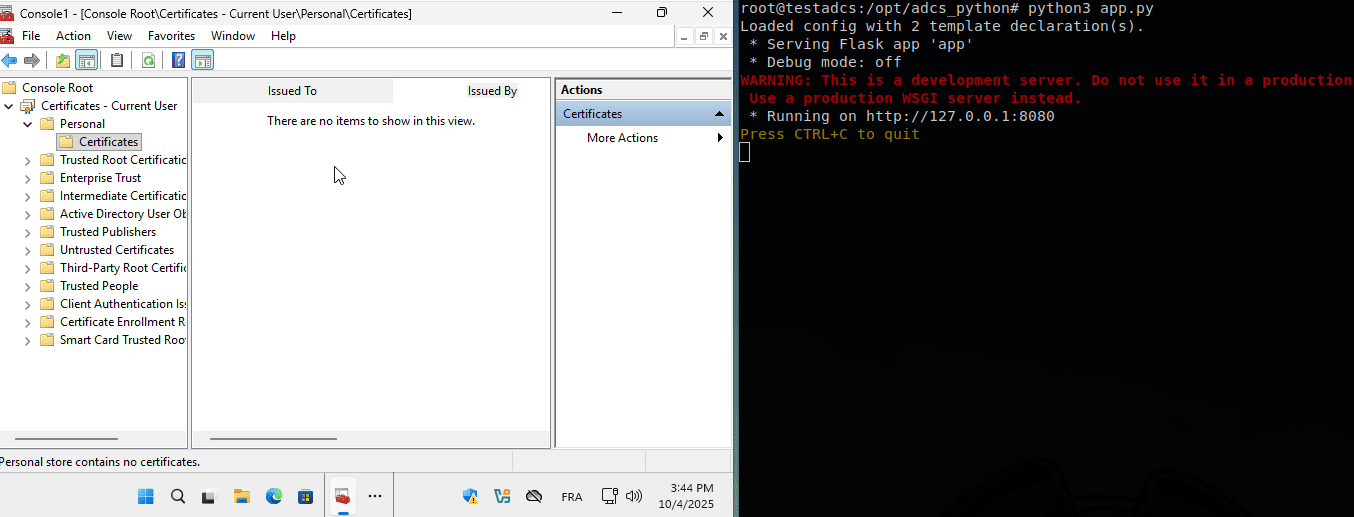 Console1 - [Console Root\Certificates - Current User\Personal\Certificates]
File Action View Favorites Window Help
Console Root
Certificates - Current User
Personal
Certificates
Trusted Root Certificatic
Enterprise Trust
Intermediate Certificatic
Active Directory User Ob
Trusted Publishers
Untrusted Certificates
Third-Party Root Certific
Trusted People
Client Authentication Iss
Certificate Enrollment R
Smart Card Trusted Root
Issued To Issued By
There are no items to show in this view.
Actions
Certificates
More Actions
Personal store contains no certificates.
FRA
3:44 PM
10/4/2025
root@testadcs:/opt/adcs_python# python3 app.py
Loaded config with 2 template declaration(s).
* Serving Flask app 'app'
* Debug mode: off
WARNING: This is a development server. Do not use it in a production
Use a production WSGI server instead.
* Running on http://127.0.0.1:8080
Press CTRL+C to quit